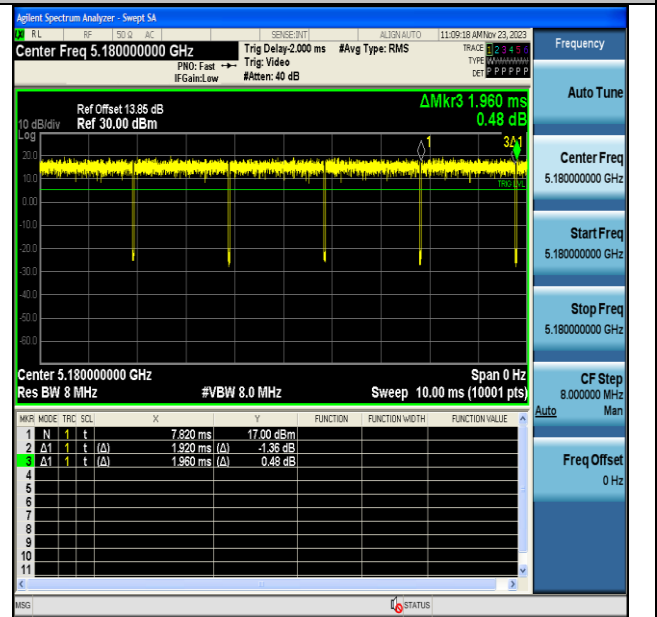 Agilent Spectrum Analyzer - Swept SA
RL RF 50 Ω AC SENSE:INT ALIGN AUTO 11:09:18 AM Nov 23, 2023
Center Freq 5.180000000 GHz Trig Delay-2.000 ms #Avg Type: RMS TRACE 1 2 3 4 5 6
PNO: Fast Trig: Video TYPE WWWWWW
IFGain:Low #Atten: 40 dB DET P P P P P P
Frequency
Auto Tune
Center Freq
5.180000000 GHz
Start Freq
5.180000000 GHz
Stop Freq
5.180000000 GHz
CF Step
8.000000 MHz
Auto Man
Freq Offset
0 Hz
ΔMkr3 1.960 ms
0.48 dB
Ref Offset 13.85 dB
10 dB/div Ref 30.00 dBm
Log
1 3Δ1
20.0
10.0
TRIG LVL
0.00
-10.0
-20.0
-30.0
-40.0
-50.0
-60.0
Center 5.180000000 GHz Span 0 Hz
Res BW 8 MHz #VBW 8.0 MHz Sweep 10.00 ms (10001 pts)
MKR MODE TRC SCL X Y FUNCTION FUNCTION WIDTH FUNCTION VALUE
1 N 1 t 7.820 ms 17.00 dBm
2 Δ1 1 t (Δ) 1.920 ms (Δ) -1.36 dB
3 Δ1 1 t (Δ) 1.960 ms (Δ) 0.48 dB
4
5
6
7
8
9
10
11
MSG STATUS